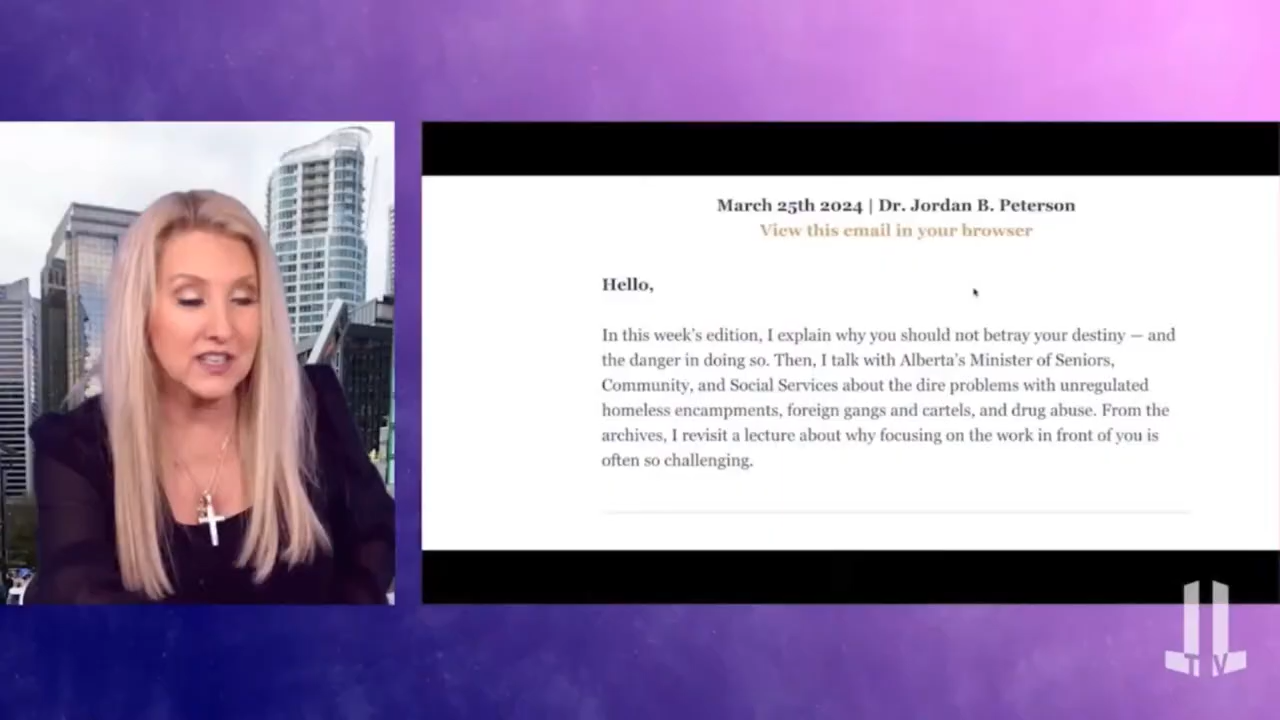 March 25th 2024 | Dr. Jordan B. Peterson
View this email in your browser
Hello,
In this week's edition, I explain why you should not betray your destiny — and
the danger in doing so. Then, I talk with Alberta's Minister of Seniors,
Community, and Social Services about the dire problems with unregulated
homeless encampments, foreign gangs and cartels, and drug abuse. From the
archives, I revisit a lecture about why focusing on the work in front of you is
often so challenging.
TV